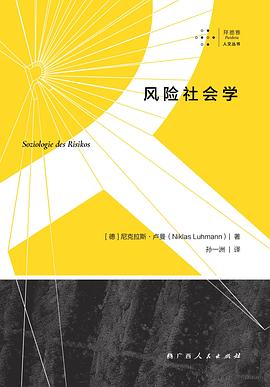 拜德雅
Paideia
人文丛书
风险社会学
Soziologie des Risikos
[ 德 ] 尼克拉斯·卢曼（Niklas Luhmann）| 著
孙一洲 | 译
广西人民出版社